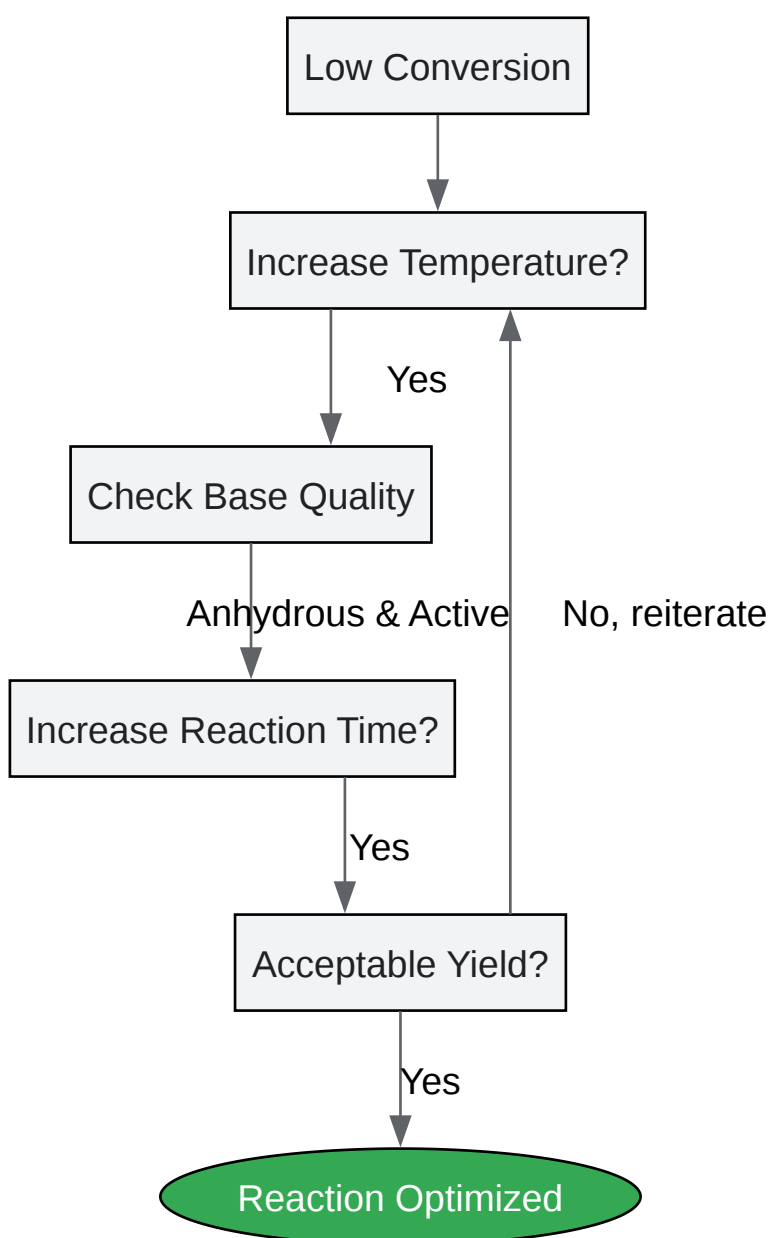 Low Conversion
Increase Temperature?
Yes
Check Base Quality
Anhydrous & Active
No, reiterate
Increase Reaction Time?
Yes
Acceptable Yield?
Yes
Reaction Optimized